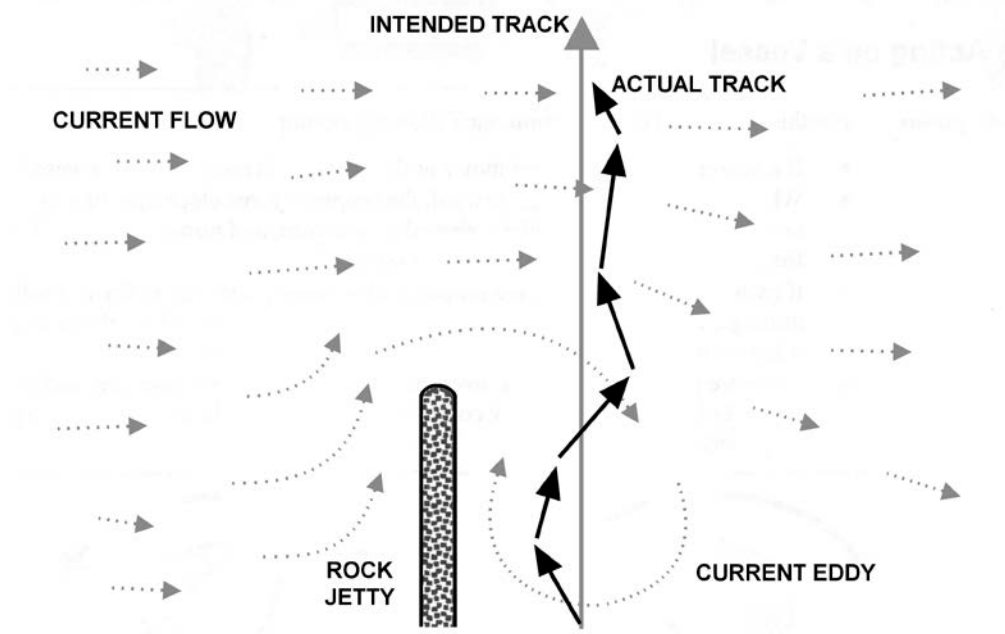 INTENDED TRACK
ACTUAL TRACK
CURRENT FLOW
ROCK
JETTY
CURRENT EDDY